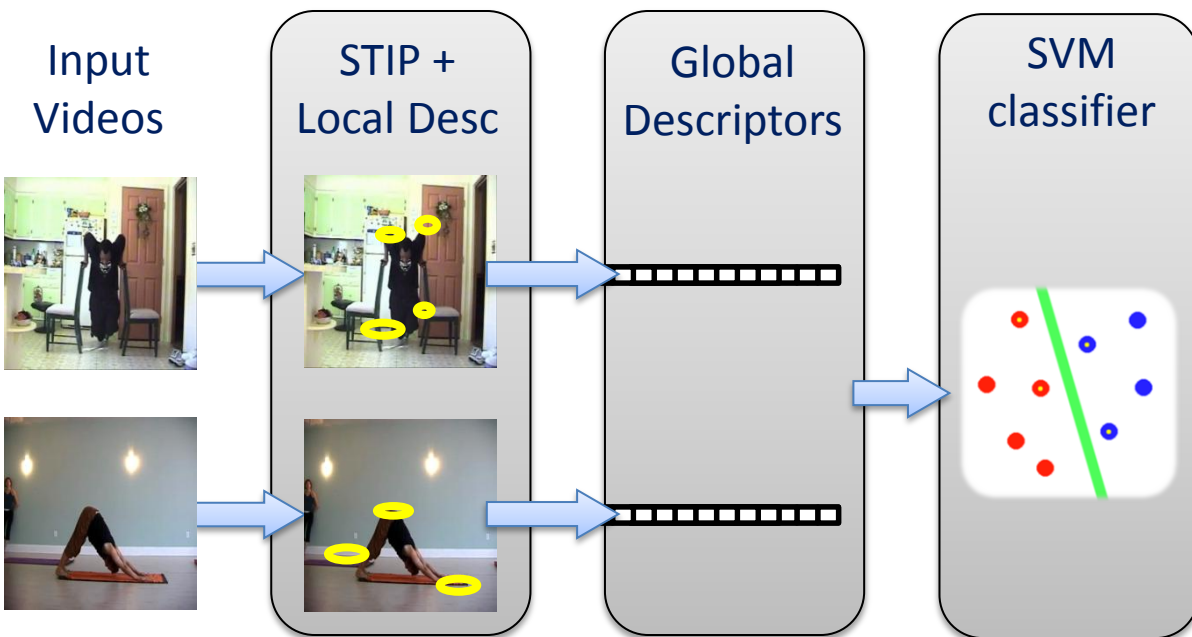 Input
Videos
STIP +
Local Desc
Global
Descriptors
SVM
classifier